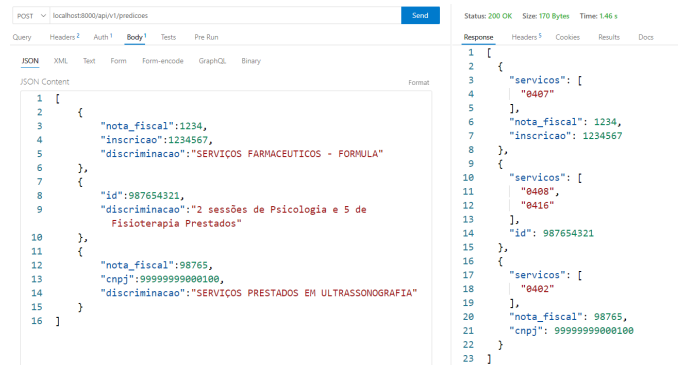 POST localhost:8000/api/v1/predicoes Send
Query Headers 2 Auth 1 Body 1 Tests Pre Run
JSON XML Text Form Form-encode GraphQL Binary
JSON Content Format
1 [
2 {
3 "nota_fiscal":1234,
4 "inscricao":1234567,
5 "discriminacao":"SERVIÇOS FARMACEUTICOS - FORMULA"
6 },
7 {
8 "id":987654321,
9 "discriminacao":"2 sessões de Psicologia e 5 de
Fisioterapia Prestados"
10 },
11 {
12 "nota_fiscal":98765,
13 "cnpj":99999999000100,
14 "discriminacao":"SERVIÇOS PRESTADOS EM ULTRASSONOGRAFIA"
15 }
16 ]
Status: 200 OK Size: 170 Bytes Time: 1.46 s
Response Headers 5 Cookies Results Docs
1 [
2 {
3 "servicos": [
4 "0407"
5 ],
6 "nota_fiscal": 1234,
7 "inscricao": 1234567
8 },
9 {
10 "servicos": [
11 "0408",
12 "0416"
13 ],
14 "id": 987654321
15 },
16 {
17 "servicos": [
18 "0402"
19 ],
20 "nota_fiscal": 98765,
21 "cnpj": 99999999000100
22 }
23 ]